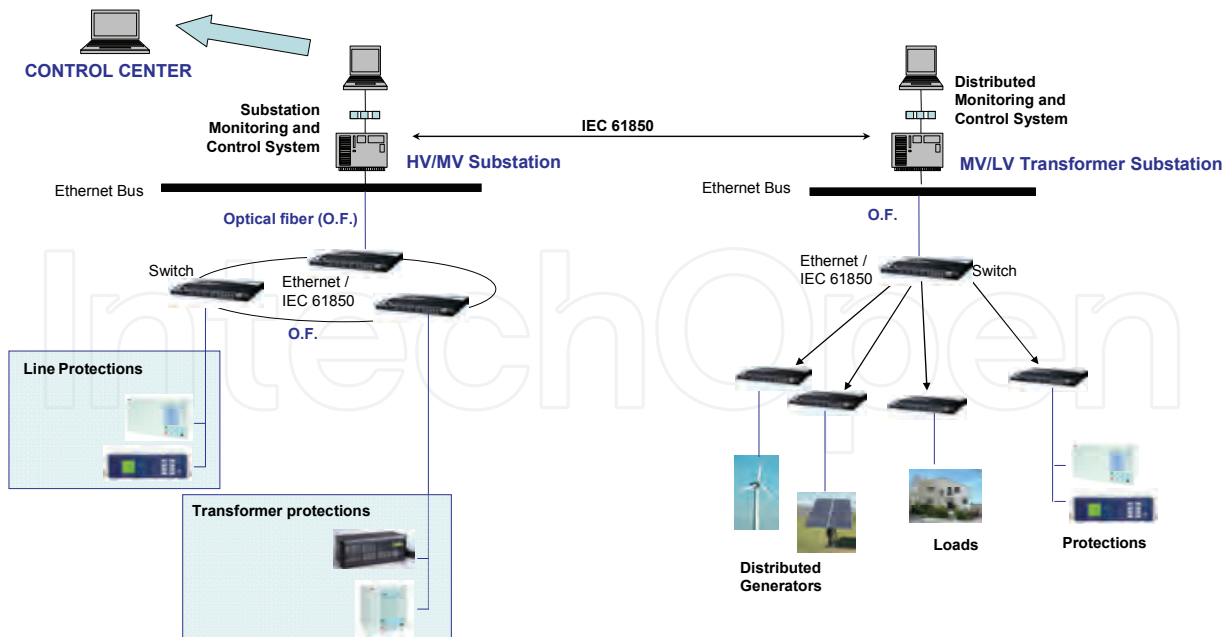 CONTROL CENTER
Substation
Monitoring and
Control System
HV/MV Substation
IEC 61850
Distributed
Monitoring and
Control System
MV/LV Transformer Substation
Ethernet Bus
Optical fiber (O.F.)
Switch
Ethernet /
IEC 61850
O.F.
Line Protections
Transformer protections
Ethernet Bus
O.F.
Ethernet /
IEC 61850
Switch
Distributed
Generators
Loads
Protections
IntechOpen